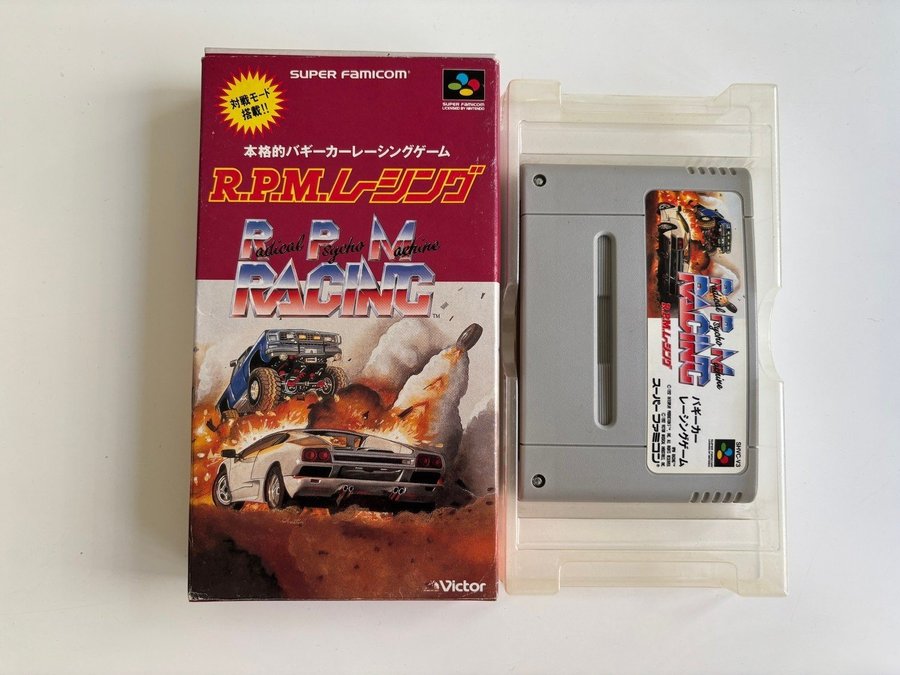 SUPER FAMICOM
対戦モード
搭載!!
SUPER FAMICOM
LICENSED BY NINTENDO
本格的バギーカーレーシングゲーム
R.P.M.レーシング
Radical Psycho Machine
RACING
TM
Victor
Radical Psycho Machine
RACING
R.P.M.レーシング
バギーカー
レーシングゲーム
スーパーファミコン
SHVC-V3